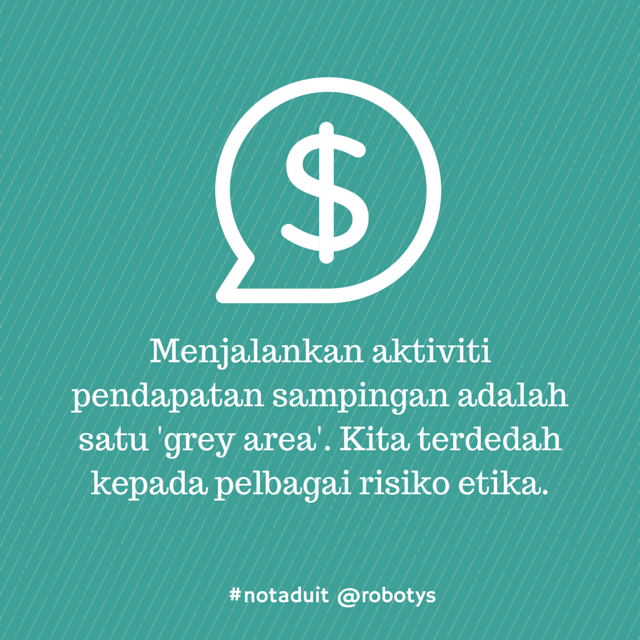 $
Menjalankan aktiviti
pendapatan sampingan adalah
satu 'grey area'. Kita terdedah
kepada pelbagai risiko etika.
#notaduit @robotys